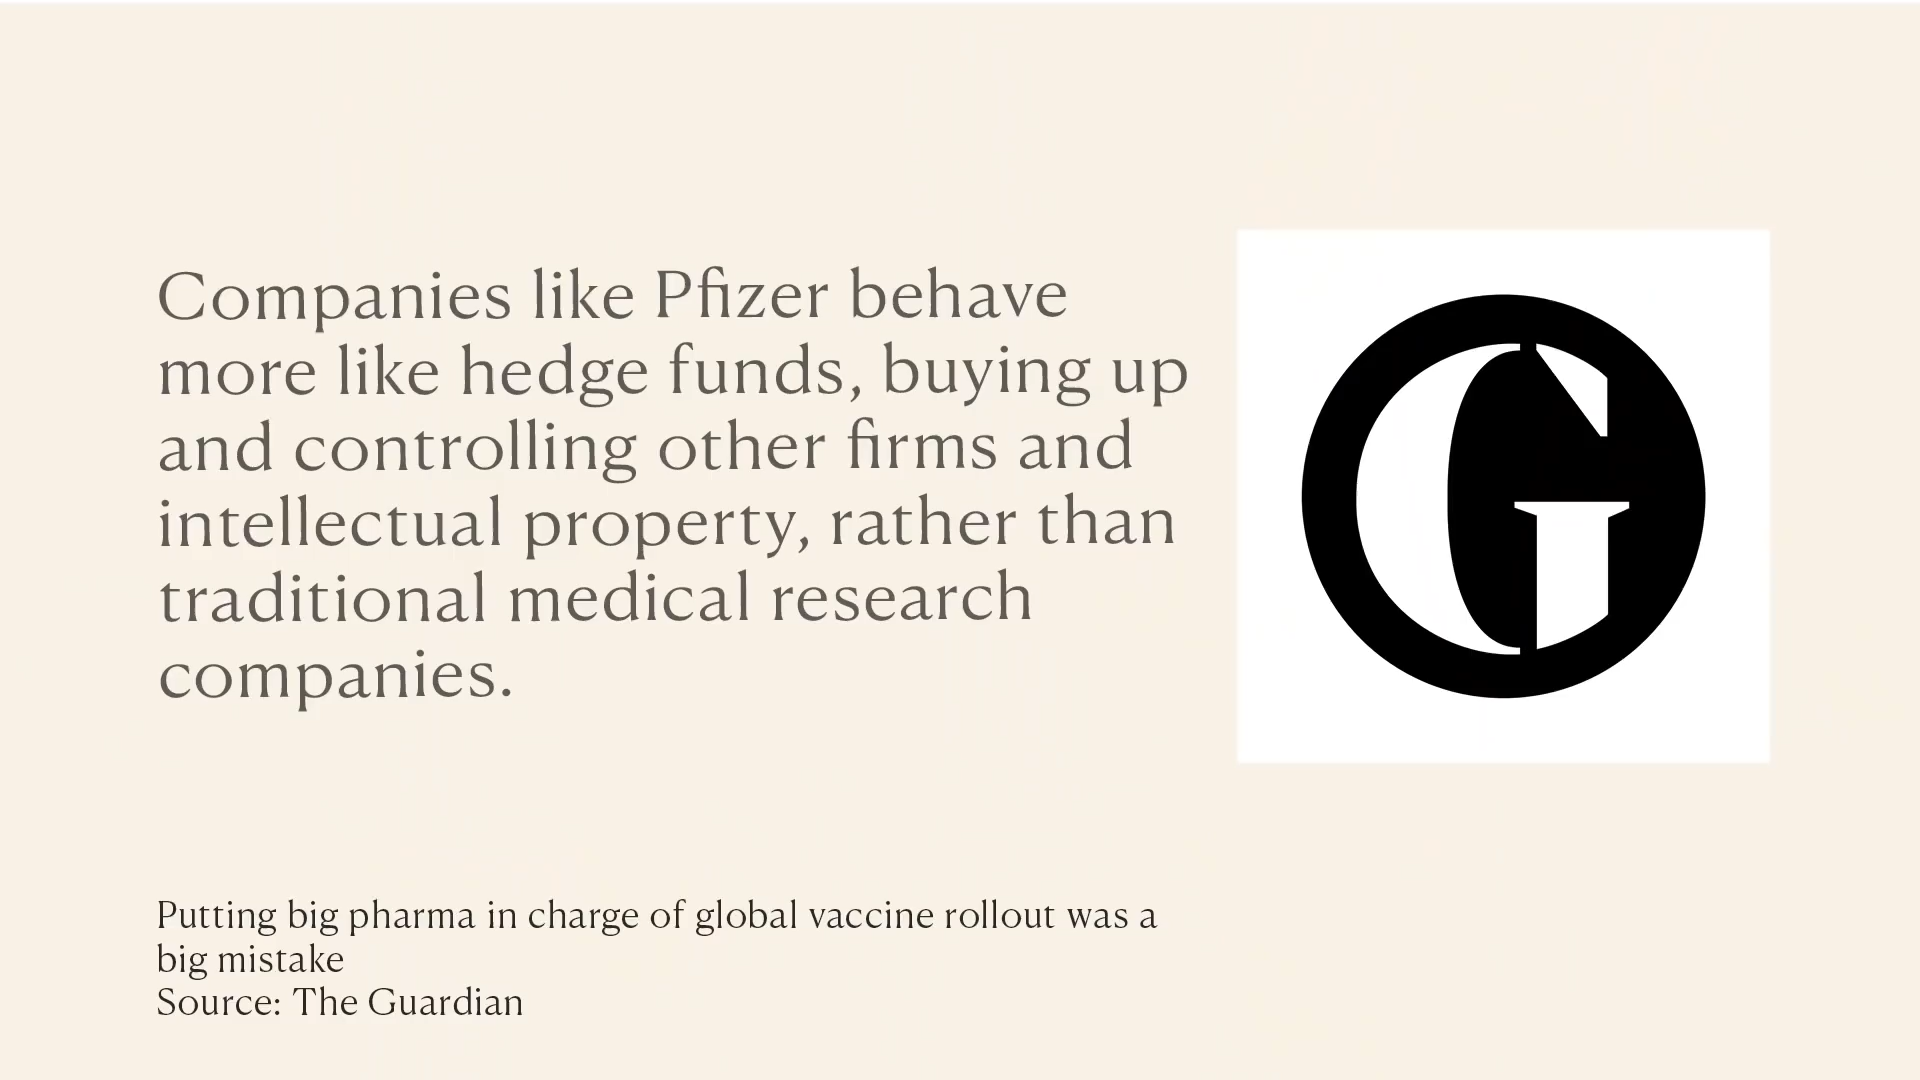 Companies like Pfizer behave
more like hedge funds, buying up
and controlling other firms and
intellectual property, rather than
traditional medical research
companies.
G
Putting big pharma in charge of global vaccine rollout was a
big mistake
Source: The Guardian